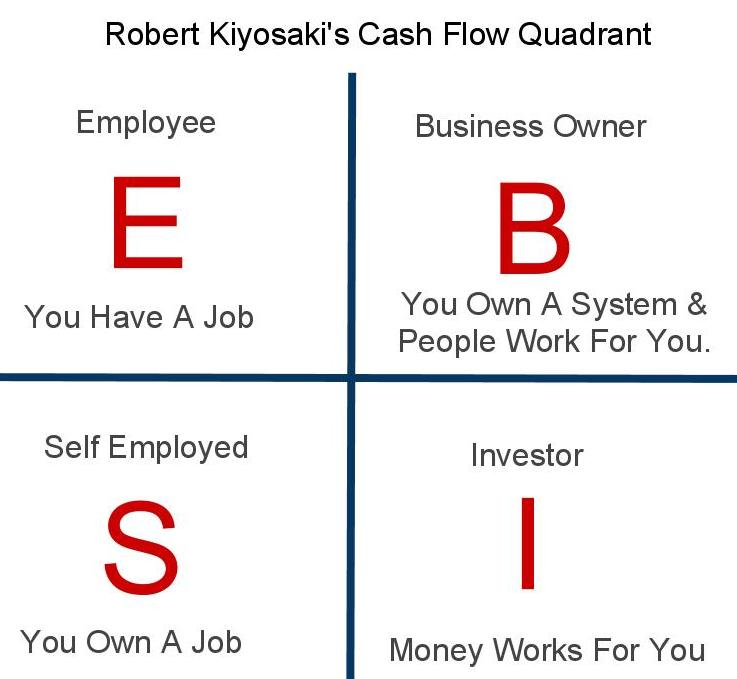 Robert Kiyosaki's Cash Flow Quadrant
Employee
E
You Have A Job
Business Owner
B
You Own A System &
People Work For You.
Self Employed
S
You Own A Job
Investor
I
Money Works For You